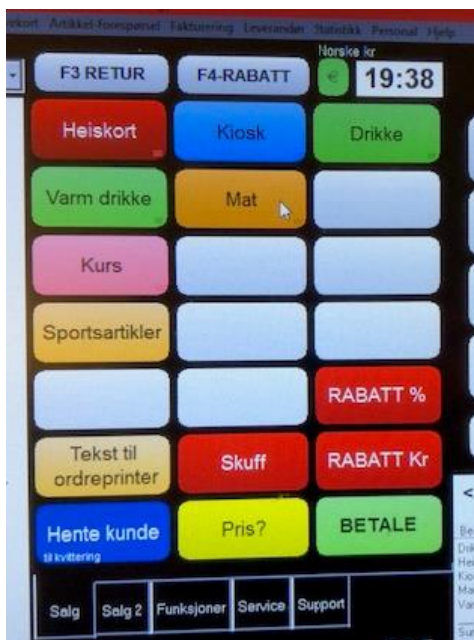 Artikkel-forespørsel Fakturering Leverandør Statistikk Personal Hjelp
Norske kr
F3 RETUR F4-RABATT € 19:38
Heiskort Kiosk Drikke
Varm drikke Mat
Kurs
Sportsartikler
RABATT %
Tekst til
ordreprinter Skuff RABATT Kr
Hente kunde Pris? BETALE
til kvittering
Salg Salg 2 Funksjoner Service Support
<